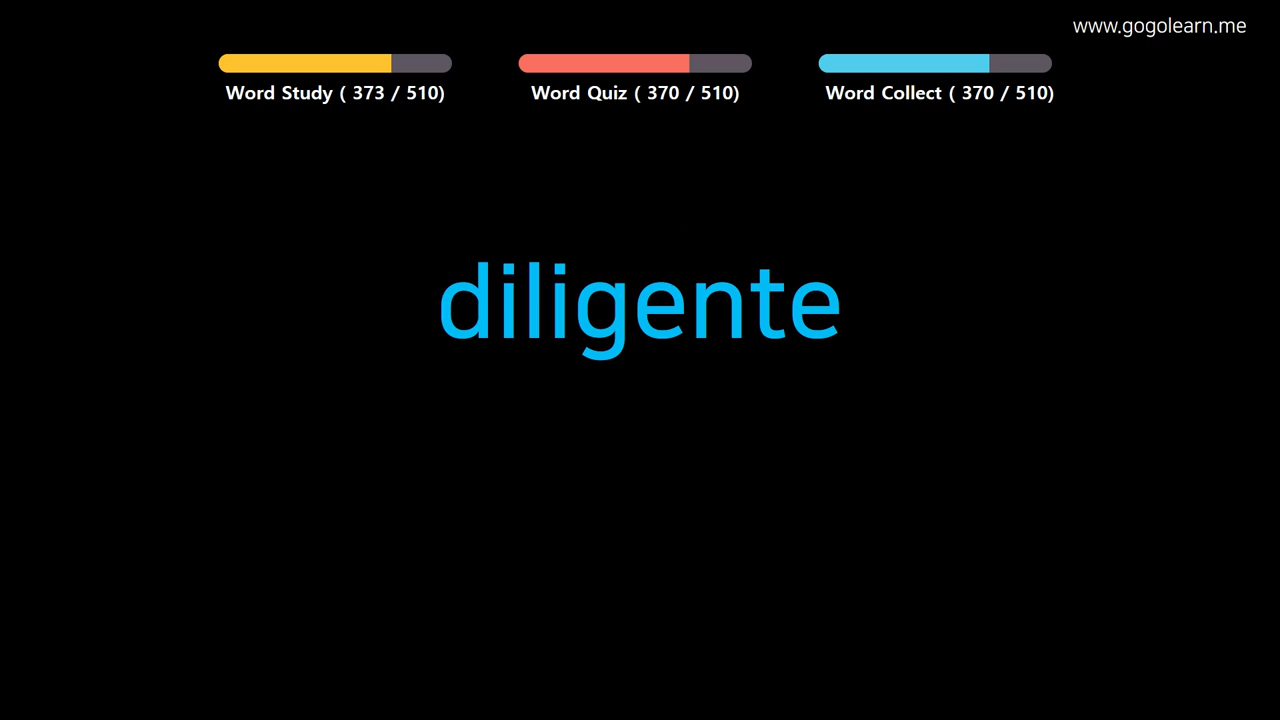 www.gogolearn.me
Word Study ( 373 / 510)
Word Quiz ( 370 / 510)
Word Collect ( 370 / 510)
diligente